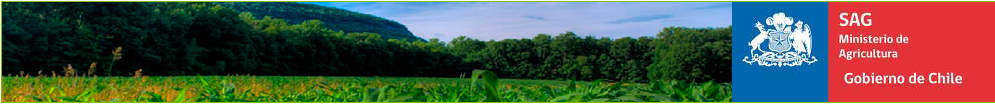 SAG
Ministerio de
Agricultura
Gobierno de Chile